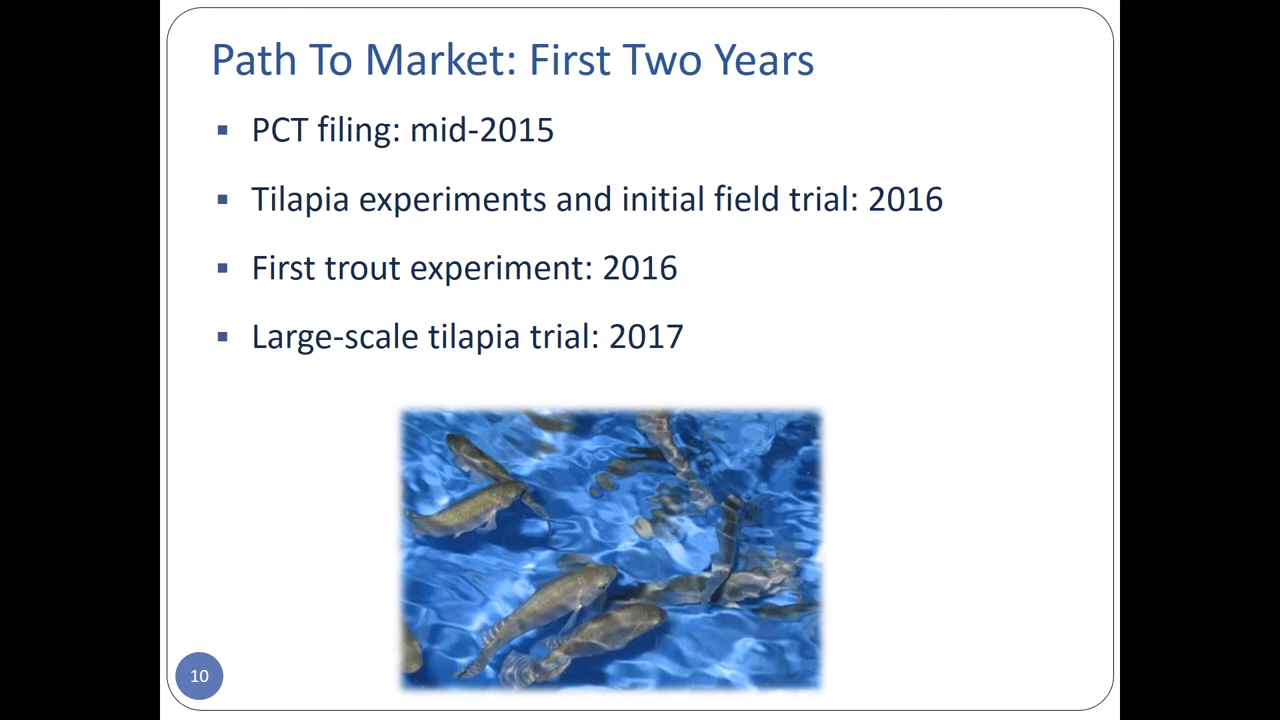 Path To Market: First Two Years
▪ PCT filing: mid-2015
▪ Tilapia experiments and initial field trial: 2016
▪ First trout experiment: 2016
▪ Large-scale tilapia trial: 2017
10